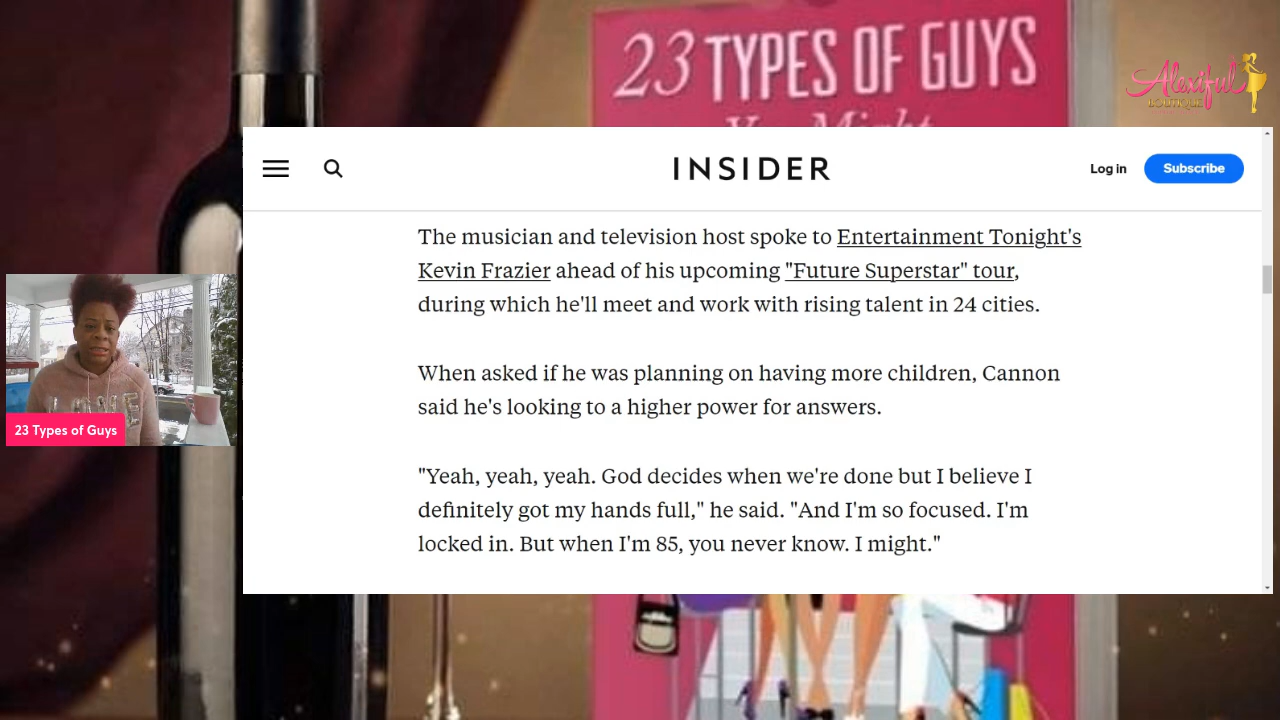 23 TYPES OF GUYS
You Might
Alexiful
BOUTIQUE
INSIDER
Log in
Subscribe
The musician and television host spoke to Entertainment Tonight's
Kevin Frazier ahead of his upcoming "Future Superstar" tour,
during which he'll meet and work with rising talent in 24 cities.
When asked if he was planning on having more children, Cannon
said he's looking to a higher power for answers.
"Yeah, yeah, yeah. God decides when we're done but I believe I
definitely got my hands full," he said. "And I'm so focused. I'm
locked in. But when I'm 85, you never know. I might."
23 Types of Guys